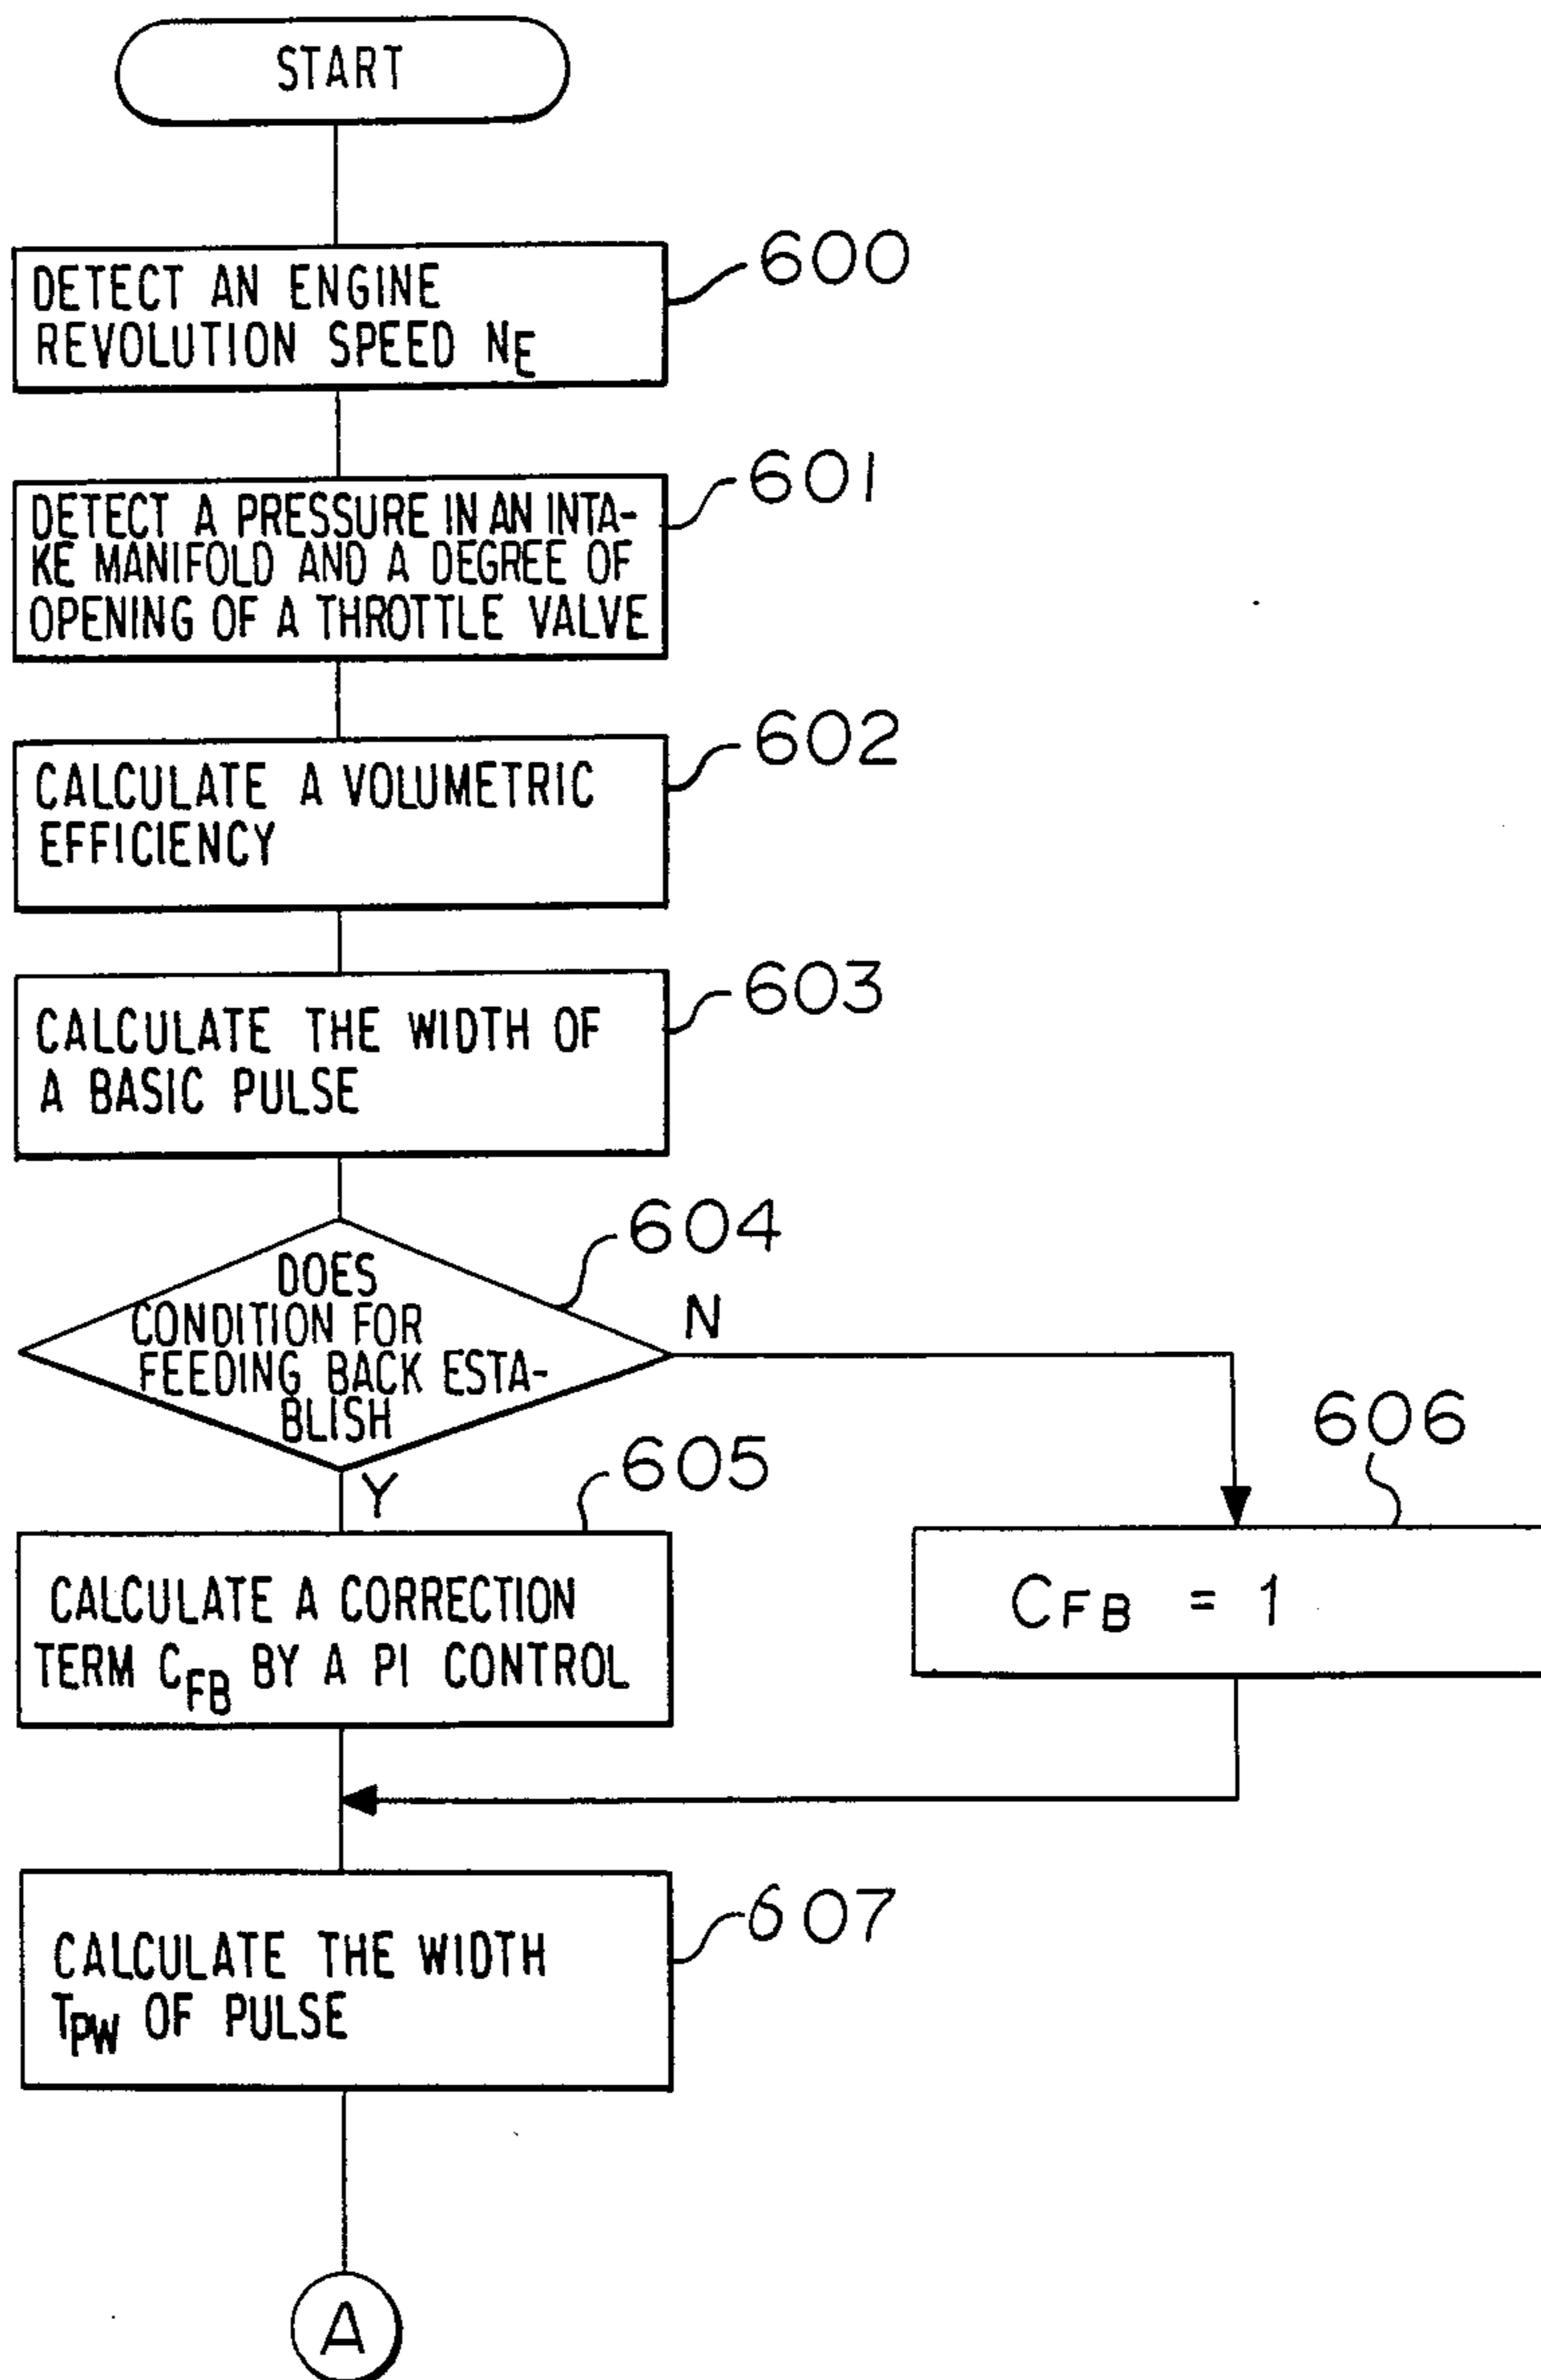 START
DETECT AN ENGINE
REVOLUTION SPEED NE
600
DETECT A PRESSURE IN AN INTA-
KE MANIFOLD AND A DEGREE OF
OPENING OF A THROTTLE VALVE
601
CALCULATE A VOLUMETRIC
EFFICIENCY
602
CALCULATE THE WIDTH OF
A BASIC PULSE
603
DOES
CONDITION FOR
FEEDING BACK ESTA-
BLISH
604
N
Y
CALCULATE A CORRECTION
TERM CFB BY A PI CONTROL
605
CFB = 1
606
CALCULATE THE WIDTH
TPW OF PULSE
607
A